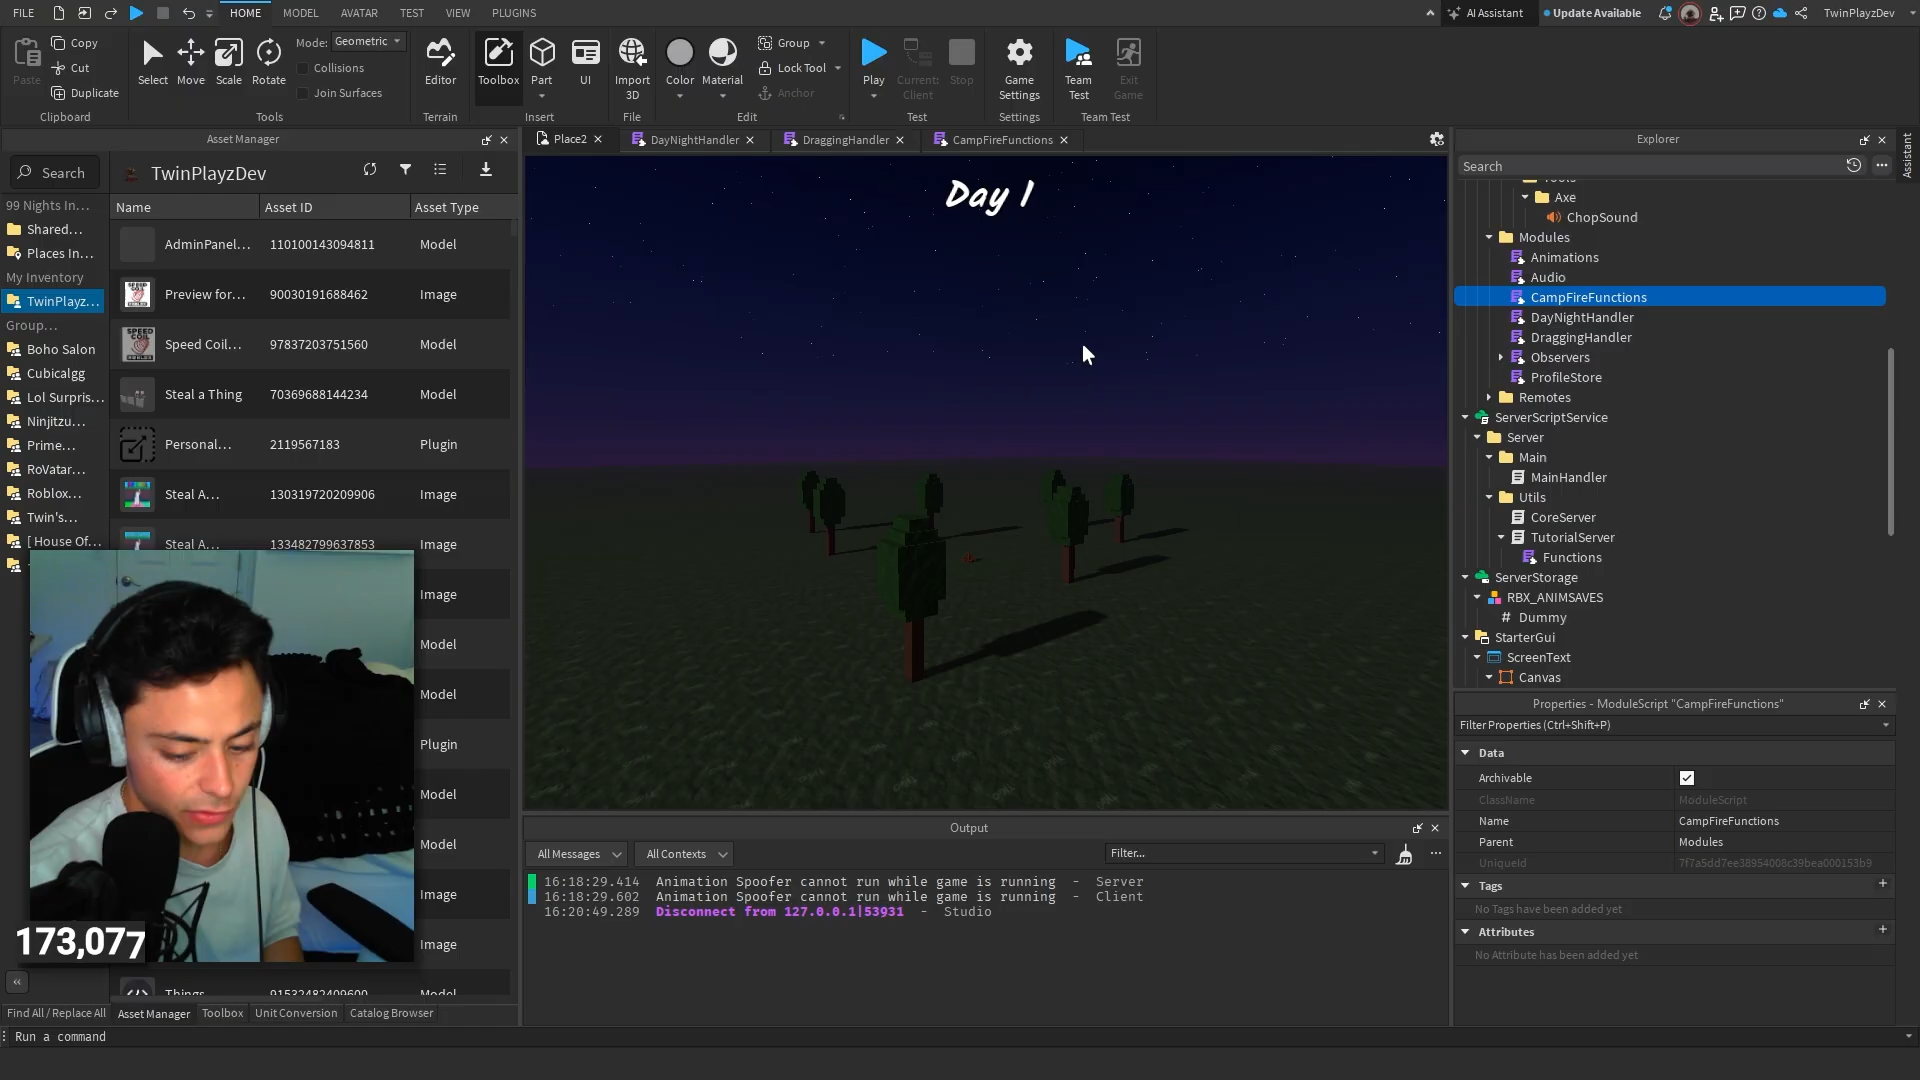 FILE
HOME
MODEL
AVATAR
TEST
VIEW
PLUGINS
AI Assistant
Update Available
TwinPlayzDev
Paste
Copy
Cut
Duplicate
Clipboard
Select
Move
Scale
Rotate
Mode:
Geometric
Collisions
Join Surfaces
Tools
Editor
Terrain
Toolbox
Part
UI
Insert
Import
3D
File
Color
Material
Group
Lock Tool
Anchor
Edit
Play
Current:
Client
Stop
Test
Game
Settings
Settings
Team
Test
Exit
Game
Team Test
Asset Manager
Search
TwinPlayzDev
99 Nights In...
Shared...
Places In...
My Inventory
TwinPlayz...
Group...
Boho Salon
Cubicalgg
Lol Surpris...
Ninjitzu...
Prime...
RoVatar...
Roblox...
Twin's...
[ House Of...
Name
Asset ID
Asset Type
AdminPanel... 110100143094811 Model
Preview for... 90030191688462 Image
Speed Coil... 97837203751560 Model
Steal a Thing 70369688144234 Model
Personal... 2119567183 Plugin
Steal A... 130319720209906 Image
Steal A... 133482799637853 Image
Image
Model
Model
Plugin
Model
Model
Image
Image
Things 91532482409600 Model
173,077
Find All / Replace All
Asset Manager
Toolbox
Unit Conversion
Catalog Browser
Run a command
Place2
DayNightHandler
DraggingHandler
CampFireFunctions
Day 1
Output
All Messages
All Contexts
Filter...
16:18:29.414 Animation Spoofer cannot run while game is running - Server
16:18:29.602 Animation Spoofer cannot run while game is running - Client
16:20:49.289 Disconnect from 127.0.0.1|53931 - Studio
Explorer
Assistant
Search
Tools
Axe
ChopSound
Modules
Animations
Audio
CampFireFunctions
DayNightHandler
DraggingHandler
Observers
ProfileStore
Remotes
ServerScriptService
Server
Main
MainHandler
Utils
CoreServer
TutorialServer
Functions
ServerStorage
RBX_ANIMSAVES
Dummy
StarterGui
ScreenText
Canvas
Properties - ModuleScript "CampFireFunctions"
Filter Properties (Ctrl+Shift+P)
Data
Archivable
ClassName ModuleScript
Name CampFireFunctions
Parent Modules
UniqueId 7f7a5dd7ee38954008c39bea000153b9
Tags
No Tags have been added yet
Attributes
No Attribute has been added yet